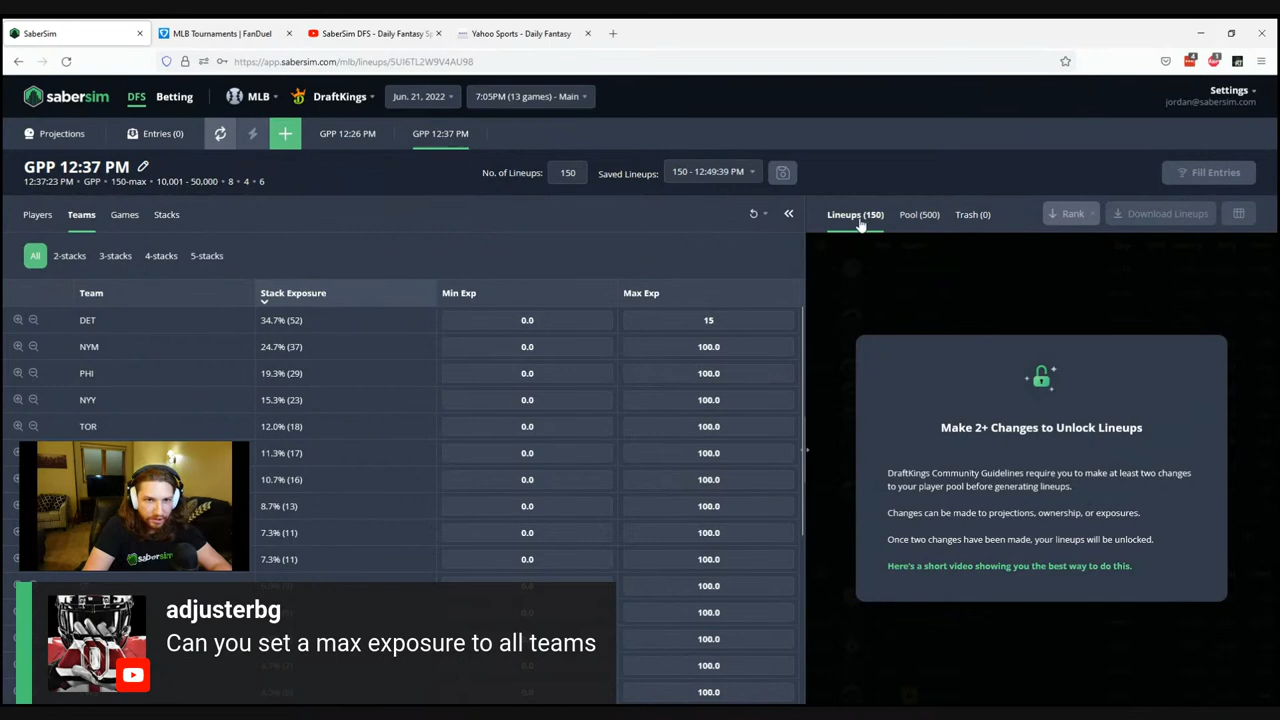 SaberSim
MLB Tournaments | FanDuel
SaberSim DFS - Daily Fantasy Sp
Yahoo Sports - Daily Fantasy
https://app.sabersim.com/mlb/lineups/5UI6TL2W9V4AU98
sabersim
DFS
Betting
MLB
DraftKings
Jun. 21, 2022
7:05PM (13 games) - Main
Settings
jordan@sabersim.com
Projections
Entries (0)
GPP 12:26 PM
GPP 12:37 PM
GPP 12:37 PM
12:37:23 PM • GPP • 150-max • 10,001 - 50,000 • 8 • 4 • 6
No. of Lineups:
150
Saved Lineups:
150 - 12:49:39 PM
Fill Entries
Players
Teams
Games
Stacks
Lineups (150)
Pool (500)
Trash (0)
Rank
Download Lineups
All
2-stacks
3-stacks
4-stacks
5-stacks
Team
Stack Exposure
Min Exp
Max Exp
DET
34.7% (52)
0.0
15
NYM
24.7% (37)
0.0
100.0
PHI
19.3% (29)
0.0
100.0
NYY
15.3% (23)
0.0
100.0
TOR
12.0% (18)
0.0
100.0
11.3% (17)
0.0
100.0
10.7% (16)
0.0
100.0
8.7% (13)
0.0
100.0
7.3% (11)
0.0
100.0
7.3% (11)
0.0
100.0
100.0
100.0
100.0
100.0
100.0
Make 2+ Changes to Unlock Lineups
DraftKings Community Guidelines require you to make at least two changes
to your player pool before generating lineups.
Changes can be made to projections, ownership, or exposures.
Once two changes have been made, your lineups will be unlocked.
Here's a short video showing you the best way to do this.
sabersim
adjusterbg
Can you set a max exposure to all teams